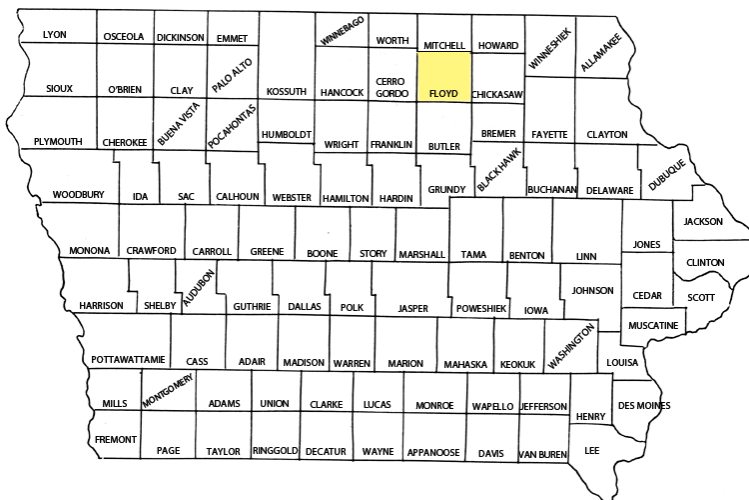 LYON
OSCEOLA
DICKINSON
EMMET
WINNEBAGO
WORTH
MITCHELL
HOWARD
WINNESHIEK
ALLAMAKEE
SIOUX
O'BRIEN
CLAY
PALO ALTO
KOSSUTH
HANCOCK
CERRO
GORDO
FLOYD
CHICKASAW
PLYMOUTH
CHEROKEE
BUENA VISTA
POCAHONTAS
HUMBOLDT
WRIGHT
FRANKLIN
BUTLER
BREMER
FAYETTE
CLAYTON
WOODBURY
IDA
SAC
CALHOUN
WEBSTER
HAMILTON
HARDIN
GRUNDY
BLACK HAWK
BUCHANAN
DELAWARE
DUBUQUE
MONONA
CRAWFORD
CARROLL
GREENE
BOONE
STORY
MARSHALL
TAMA
BENTON
LINN
JONES
JACKSON
CLINTON
HARRISON
SHELBY
AUDUBON
GUTHRIE
DALLAS
POLK
JASPER
POWESHIEK
IOWA
JOHNSON
CEDAR
SCOTT
MUSCATINE
POTTAWATTAMIE
CASS
ADAIR
MADISON
WARREN
MARION
MAHASKA
KEOKUK
WASHINGTON
LOUISA
MILLS
MONTGOMERY
ADAMS
UNION
CLARKE
LUCAS
MONROE
WAPELLO
JEFFERSON
HENRY
DES MOINES
FREMONT
PAGE
TAYLOR
RINGGOLD
DECATUR
WAYNE
APPANOOSE
DAVIS
VAN BUREN
LEE